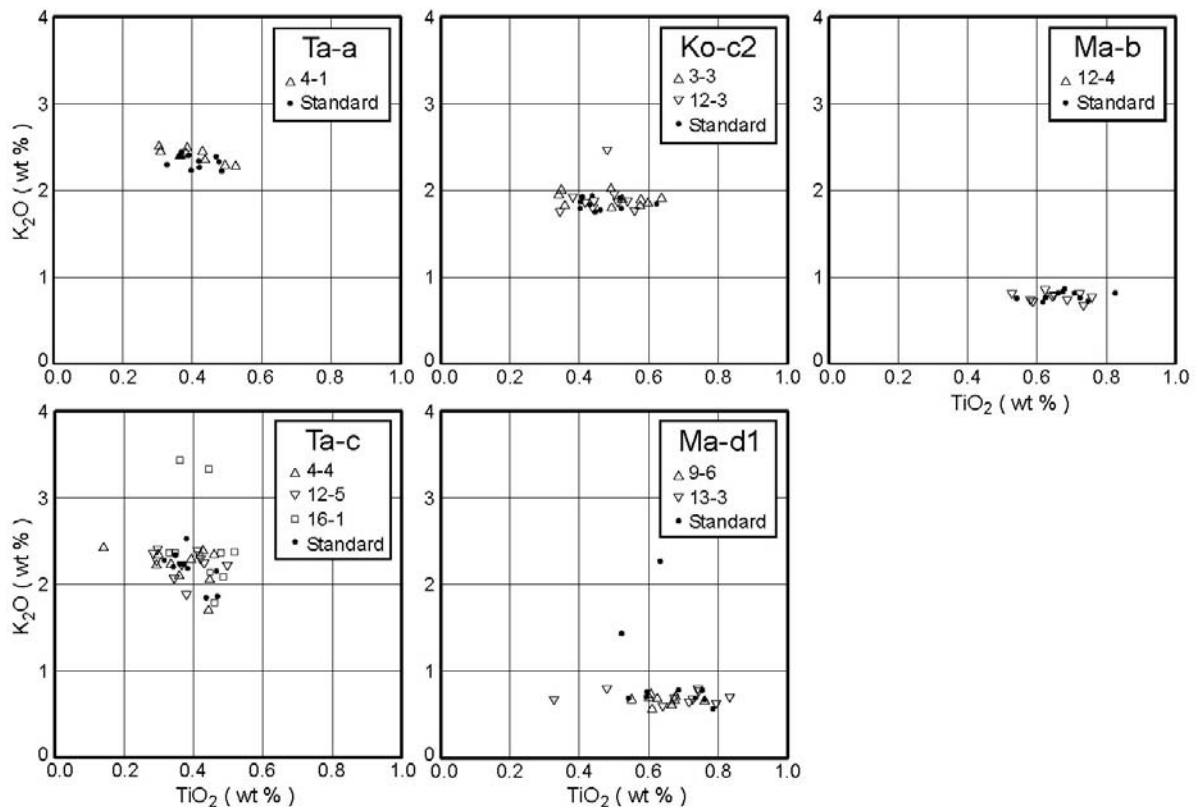 4
3
2
1
0
K₂O ( wt % )
0.0 0.2 0.4 0.6 0.8 1.0
Ta-a
4-1
Standard
4
3
2
1
0
0.0 0.2 0.4 0.6 0.8 1.0
Ko-c2
3-3
12-3
Standard
4
3
2
1
0
0.0 0.2 0.4 0.6 0.8 1.0
TiO₂ ( wt % )
Ma-b
12-4
Standard
4
3
2
1
0
K₂O ( wt % )
0.0 0.2 0.4 0.6 0.8 1.0
TiO₂ ( wt % )
Ta-c
4-4
12-5
16-1
Standard
4
3
2
1
0
0.0 0.2 0.4 0.6 0.8 1.0
TiO₂ ( wt % )
Ma-d1
9-6
13-3
Standard